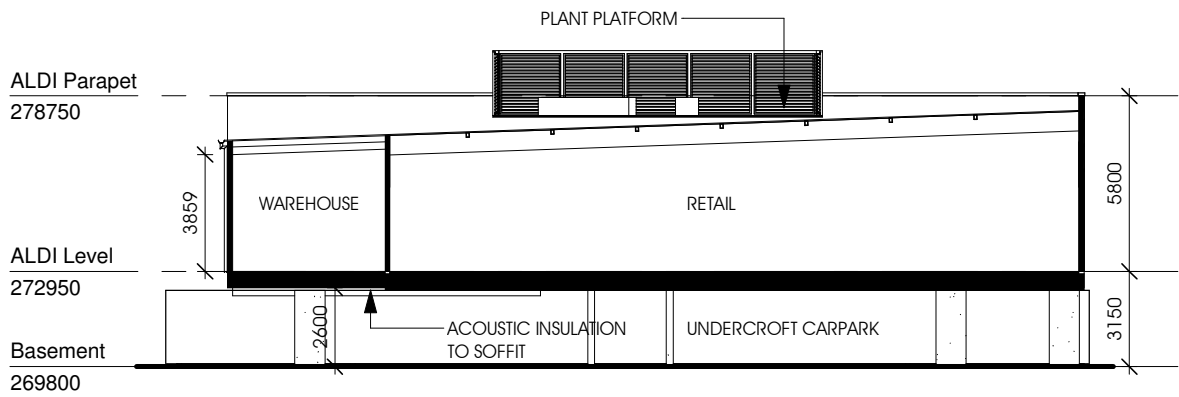 PLANT PLATFORM
ALDI Parapet
278750
3859
WAREHOUSE
RETAIL
5800
ALDI Level
272950
2600
ACOUSTIC INSULATION
TO SOFFIT
UNDERCROFT CARPARK
3150
Basement
269800